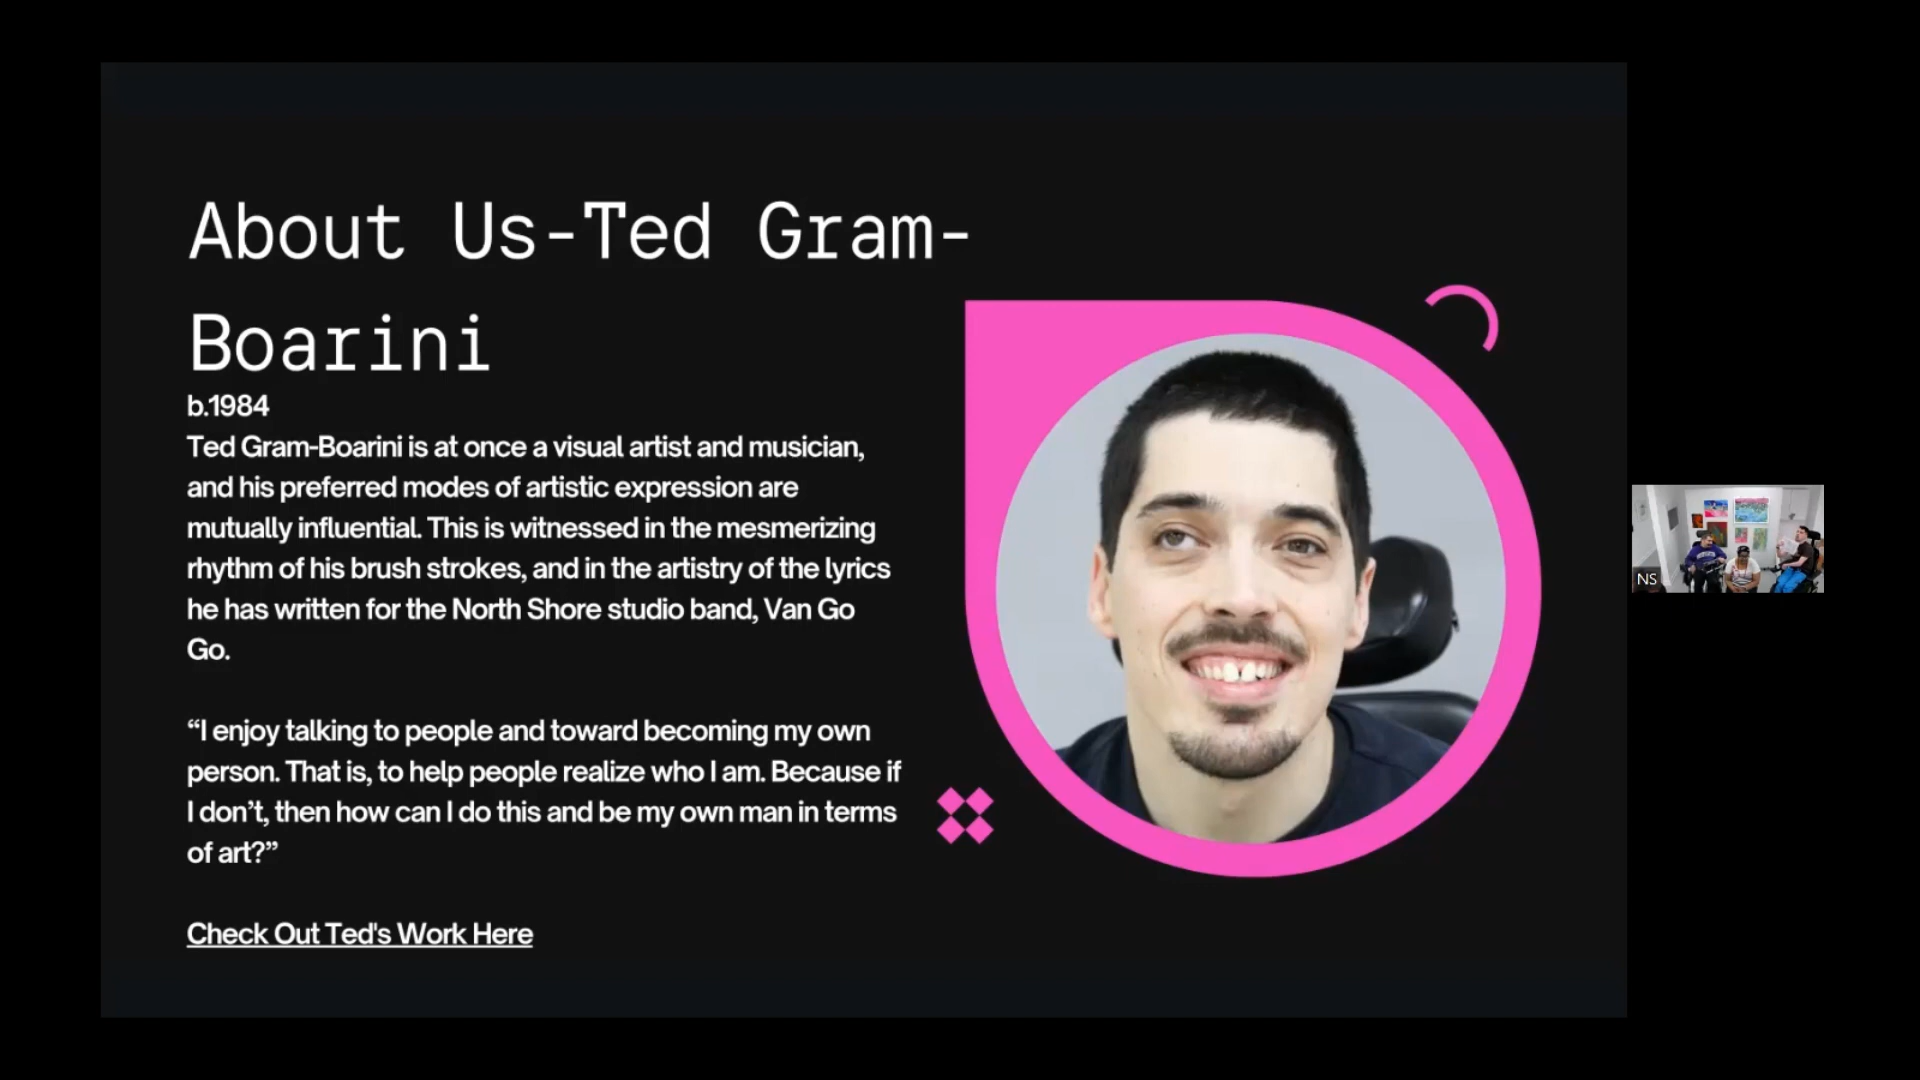 About Us-Ted Gram-
Boarini
b.1984
Ted Gram-Boarini is at once a visual artist and musician,
and his preferred modes of artistic expression are
mutually influential. This is witnessed in the mesmerizing
rhythm of his brush strokes, and in the artistry of the lyrics
he has written for the North Shore studio band, Van Go
Go.
“I enjoy talking to people and toward becoming my own
person. That is, to help people realize who I am. Because if
I don’t, then how can I do this and be my own man in terms
of art?”
Check Out Ted's Work Here
NS